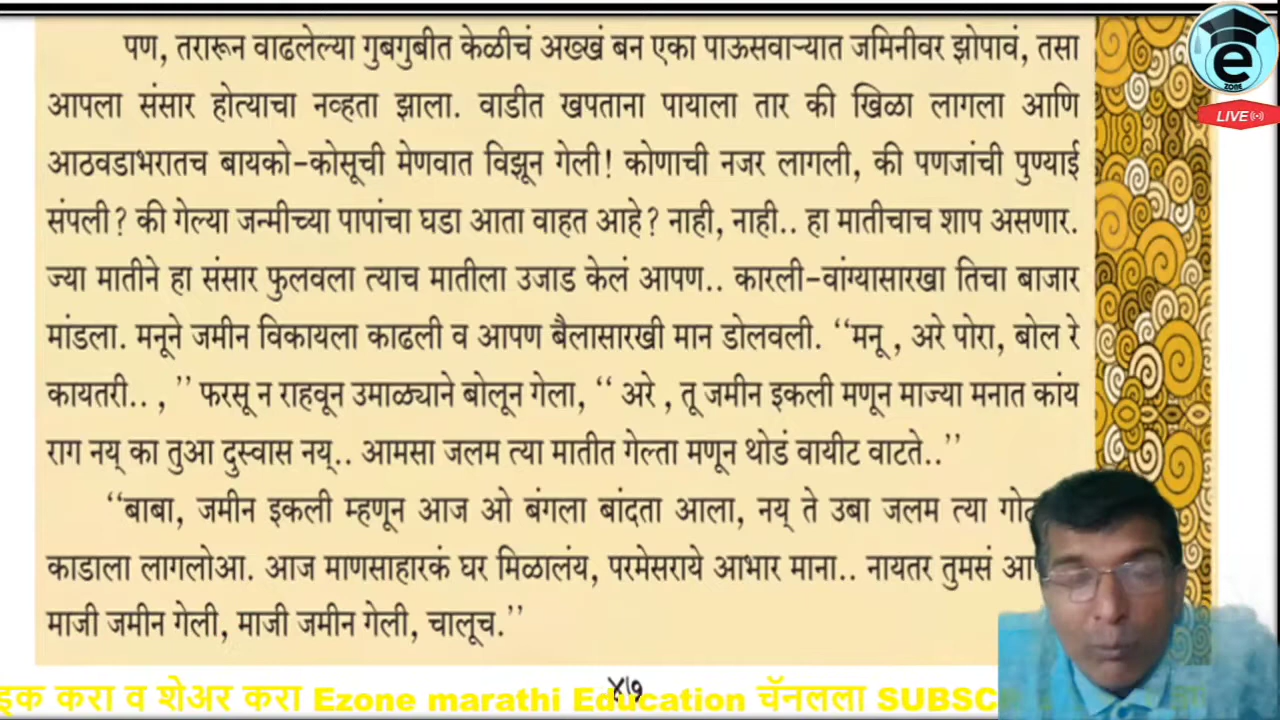 पण, तरारून वाढलेल्या गुबगुबीत केळीचं अख्खं बन एका पाऊसवाऱ्यात जमिनीवर झोपावं, तसा
आपला संसार होत्याचा नव्हता झाला. वाडीत खपताना पायाला तार की खिळा लागला आणि
आठवडाभरातच बायको-कोसूची मेणवात विझून गेली! कोणाची नजर लागली, की पणजांची पुण्याई
संपली? की गेल्या जन्मीच्या पापांचा घडा आता वाहत आहे? नाही, नाही.. हा मातीचाच शाप असणार.
ज्या मातीने हा संसार फुलवला त्याच मातीला उजाड केलं आपण.. कारली-वांग्यासारखा तिचा बाजार
मांडला. मनूने जमीन विकायला काढली व आपण बैलासारखी मान डोलवली. ‘‘मनू, अरे पोरा, बोल रे
कायतरी..,’’ फरसू न राहवून उमाळ्याने बोलून गेला, ‘‘अरे, तू जमीन इकली मणून माज्या मनात कांय
राग नय् का तुआ दुस्वास नय्.. आमसा जलम त्या मातीत गेल्ता मणून थोडं वायीट वाटते..’’
‘‘बाबा, जमीन इकली म्हणून आज ओ बंगला बांदता आला, नय् ते उबा जलम त्या
काडाला लागलोआ. आज माणसाहारकं घर मिळालंय, परमेसराये आभार माना.. नायतर तुमसं
माजी जमीन गेली, माजी जमीन गेली, चालूच.’’
e
ZONE
LIVE
४७
इक करा व शेअर करा Ezone marathi Education चॅनलला SUBSC